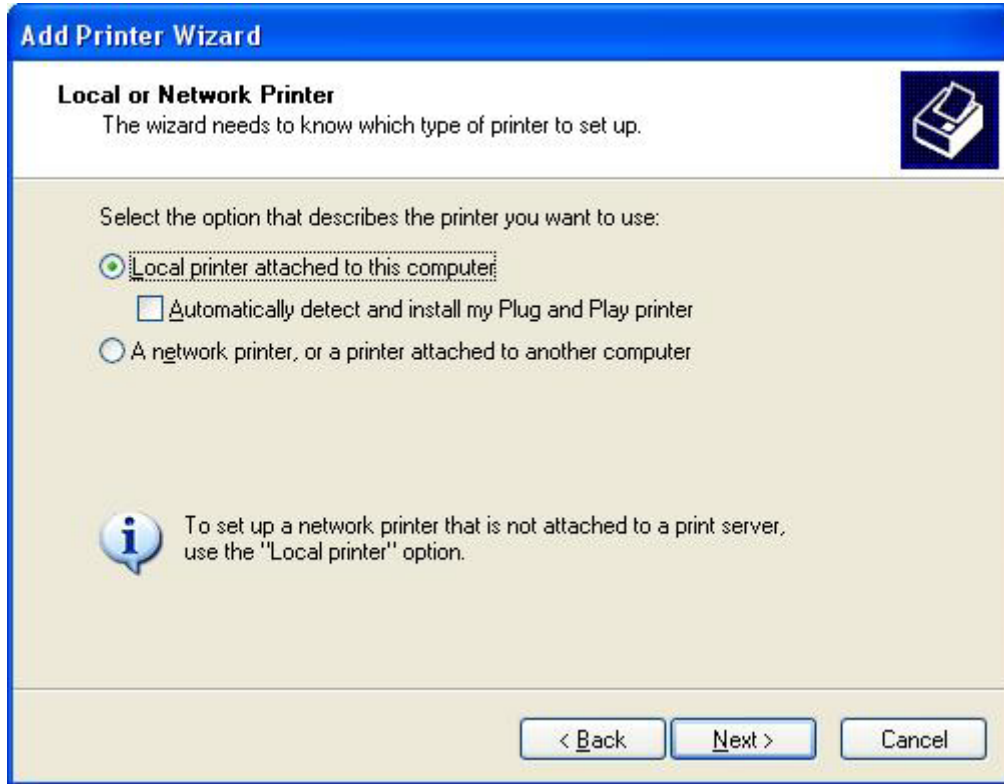 Add Printer Wizard
Local or Network Printer
The wizard needs to know which type of printer to set up.
Select the option that describes the printer you want to use:
Local printer attached to this computer
Automatically detect and install my Plug and Play printer
A network printer, or a printer attached to another computer
To set up a network printer that is not attached to a print server,
use the "Local printer" option.
< Back Next > Cancel